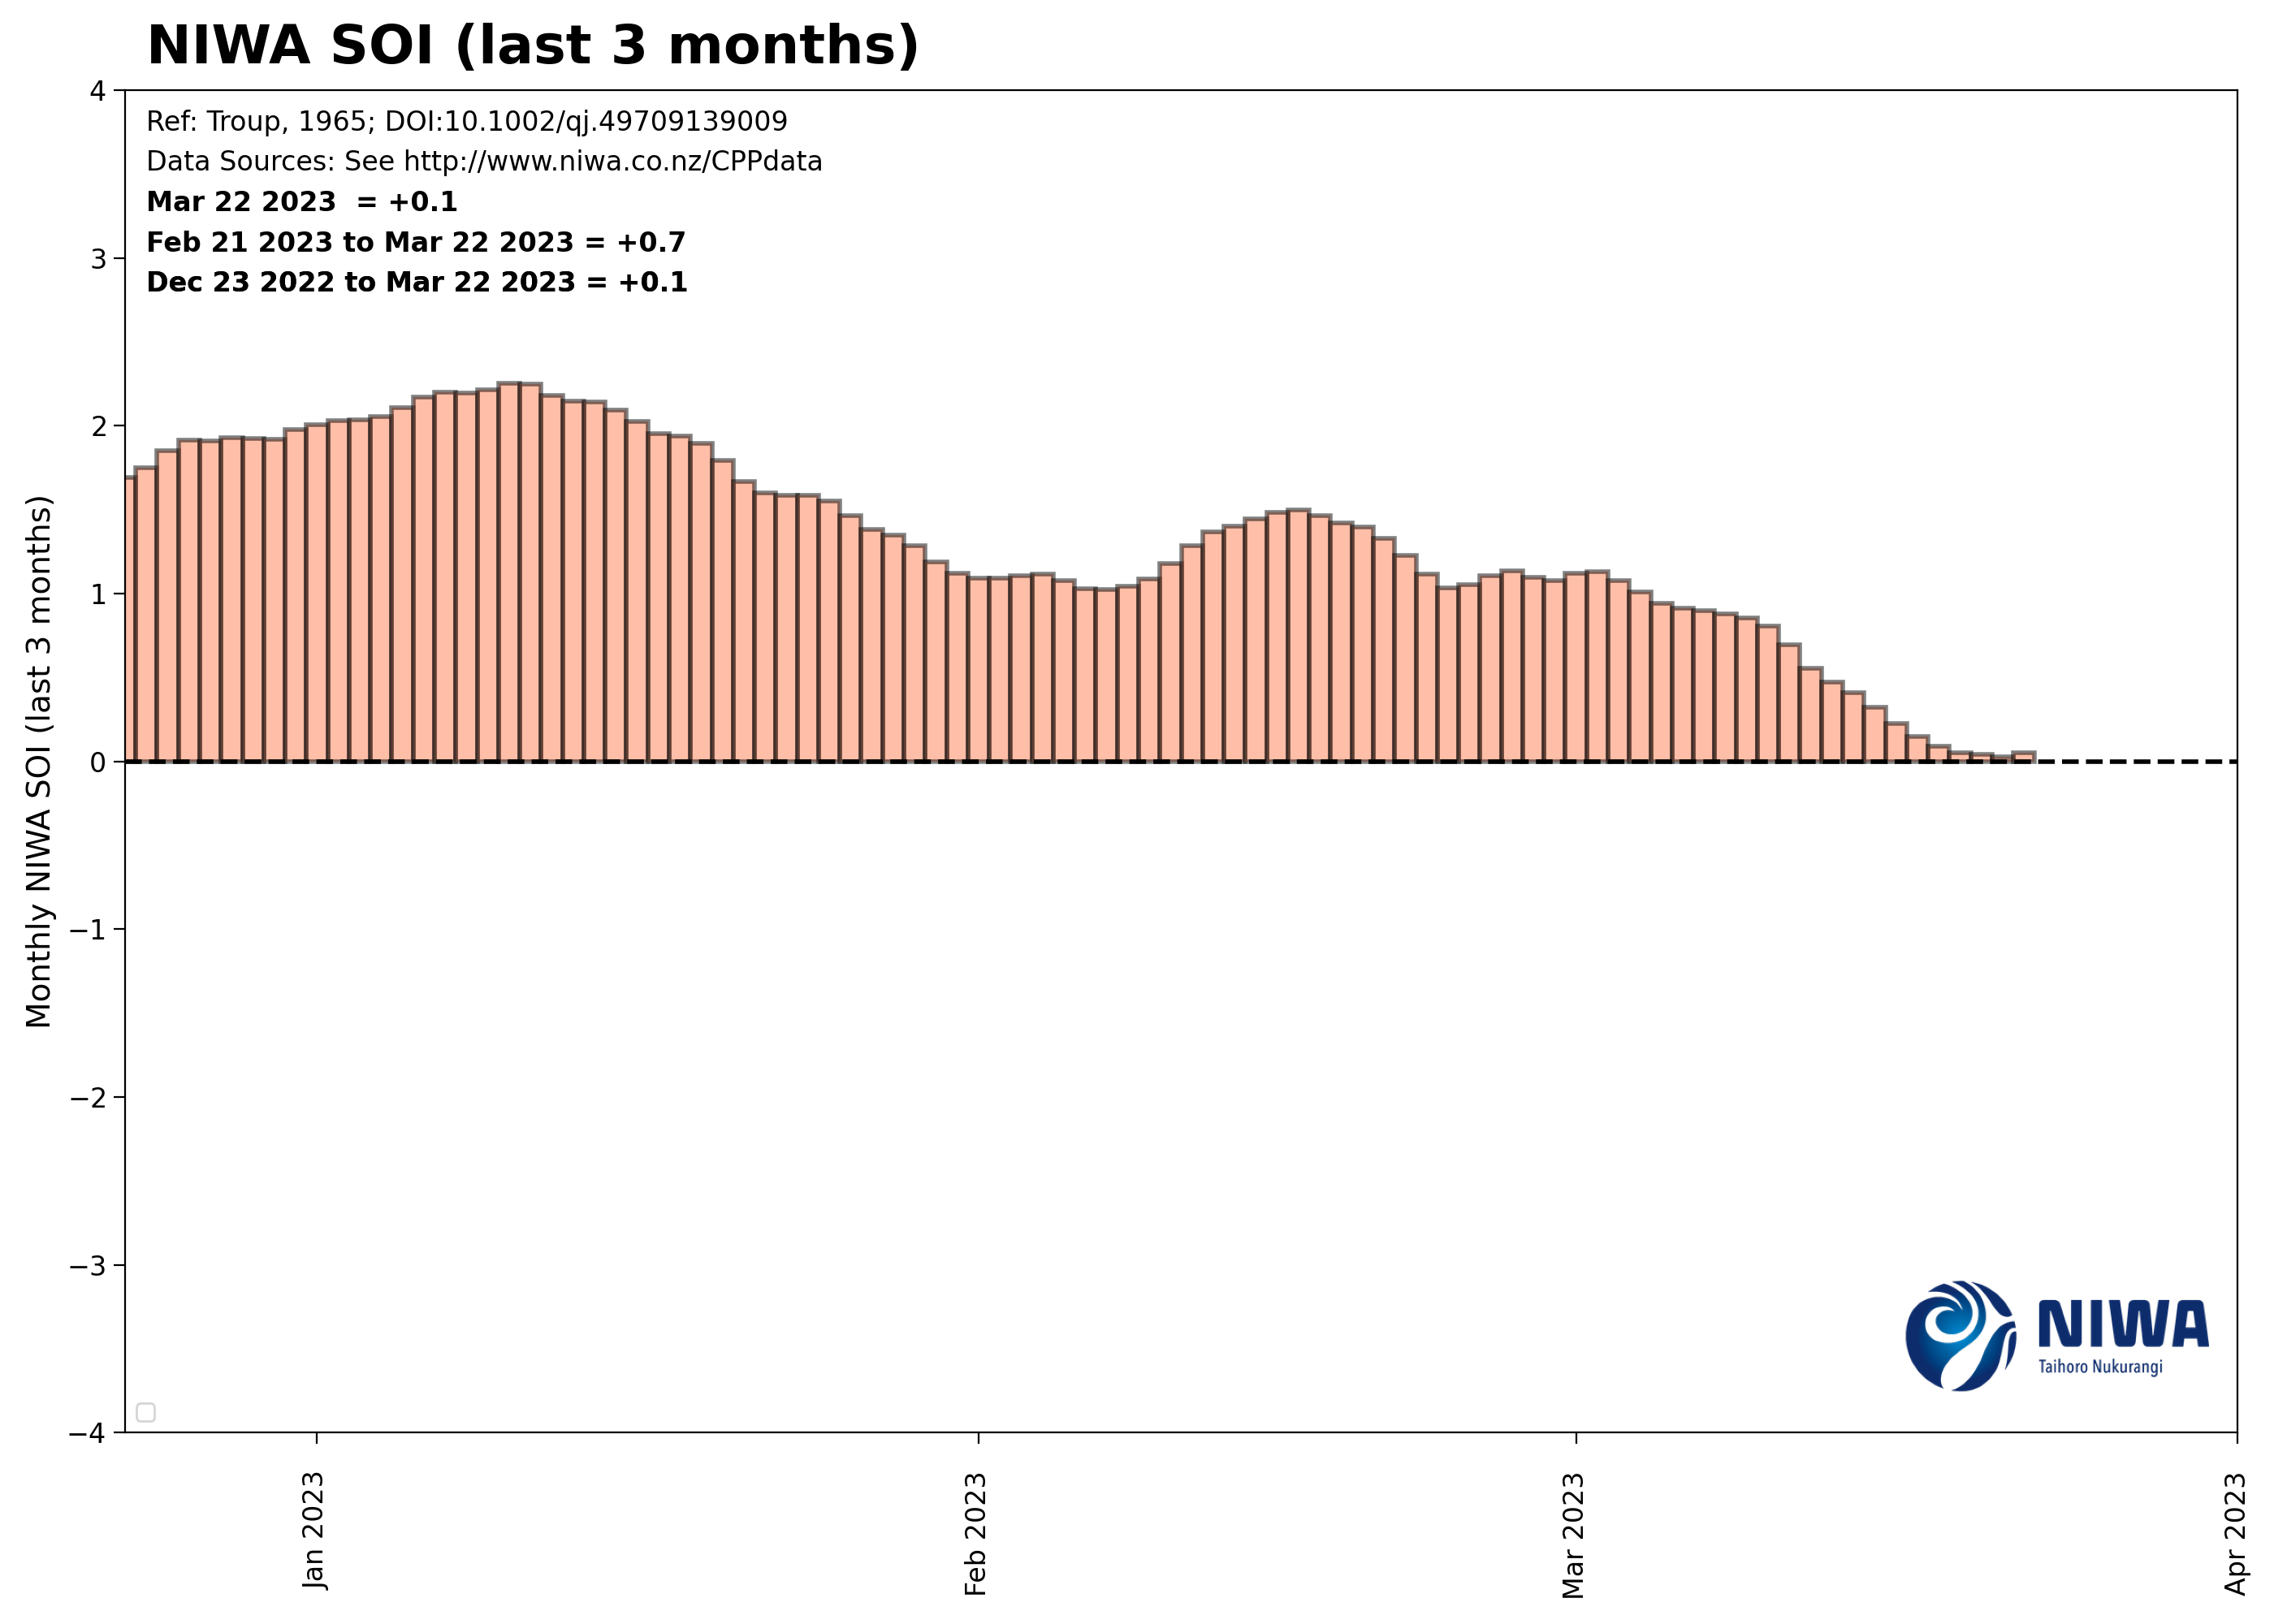 NIWA SOI (last 3 months)
Ref: Troup, 1965; DOI:10.1002/qj.49709139009
Data Sources: See http://www.niwa.co.nz/CPPdata
Mar 22 2023  = +0.1
Feb 21 2023 to Mar 22 2023 = +0.7
Dec 23 2022 to Mar 22 2023 = +0.1
Monthly NIWA SOI (last 3 months)
4
3
2
1
0
−1
−2
−3
−4
Jan 2023
Feb 2023
Mar 2023
Apr 2023
NIWA
Taihoro Nukurangi